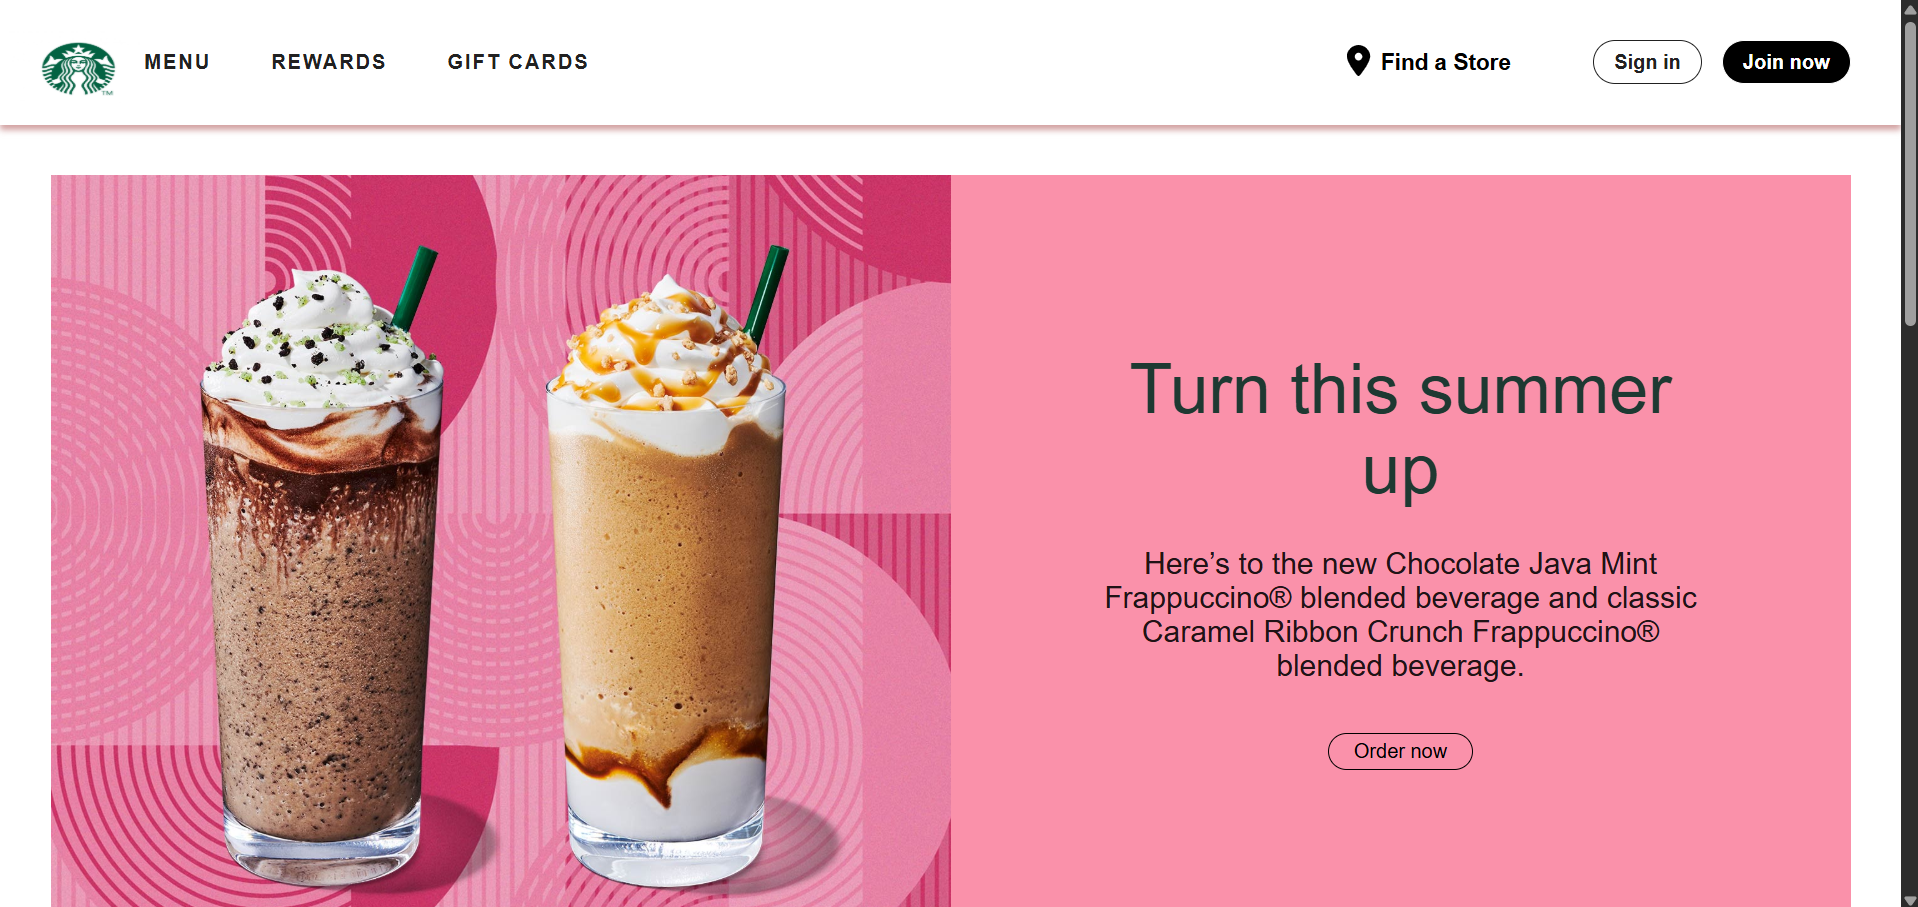 MENU REWARDS GIFT CARDS Find a Store Sign in Join now
TM
Turn this summer
up
Here’s to the new Chocolate Java Mint
Frappuccino® blended beverage and classic
Caramel Ribbon Crunch Frappuccino®
blended beverage.
Order now